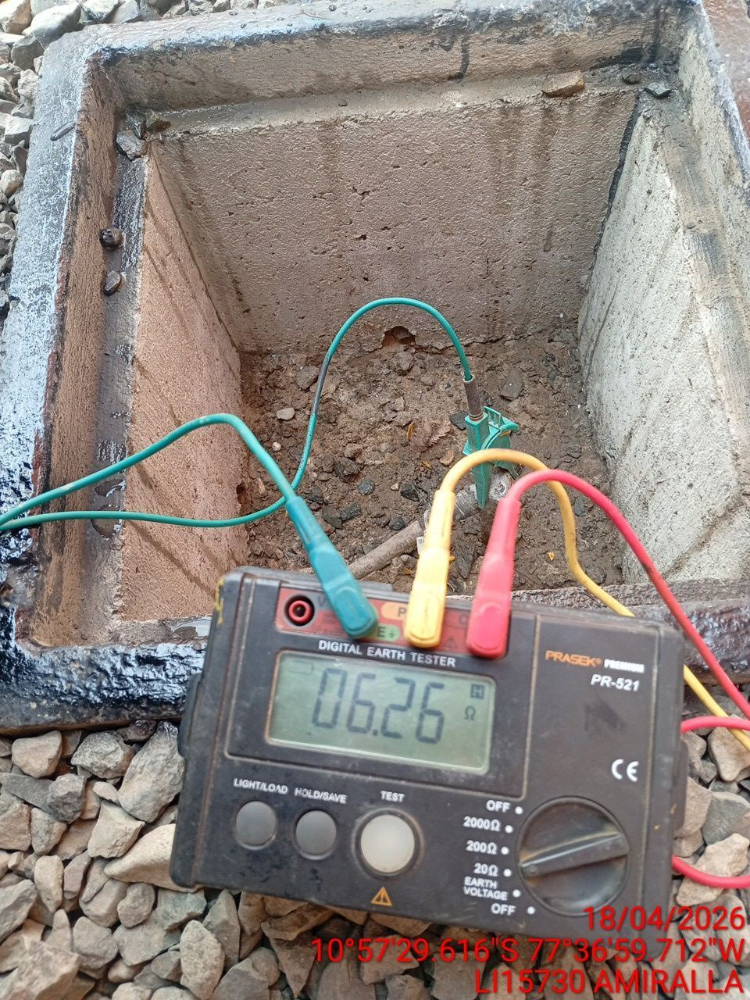 DIGITAL EARTH TESTER
PRASEK® PREMIUM
PR-521
06.26
H
Ω
CE
LIGHT/LOAD
HOLD/SAVE
TEST
OFF
2000Ω
200Ω
20Ω
EARTH
VOLTAGE
OFF
18/04/2026
10°57'29.616"S 77°36'59.712"W
LI15730 AMIRALLA